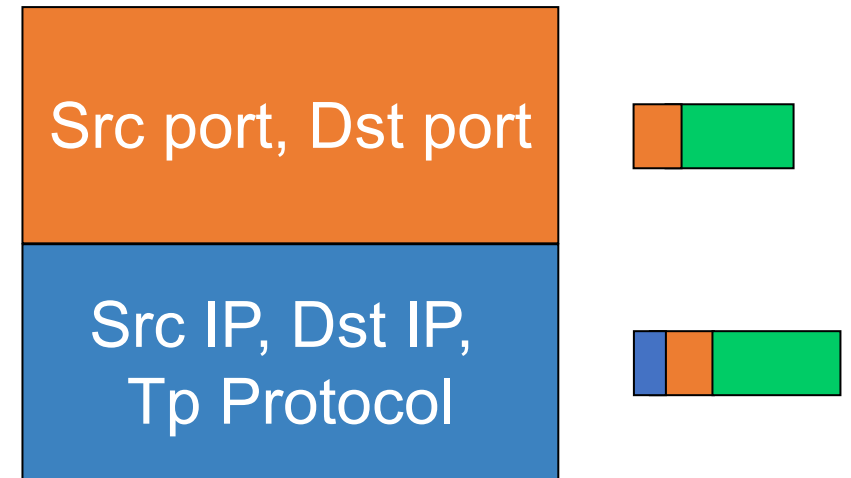 Src port, Dst port
Src IP, Dst IP,
Tp Protocol